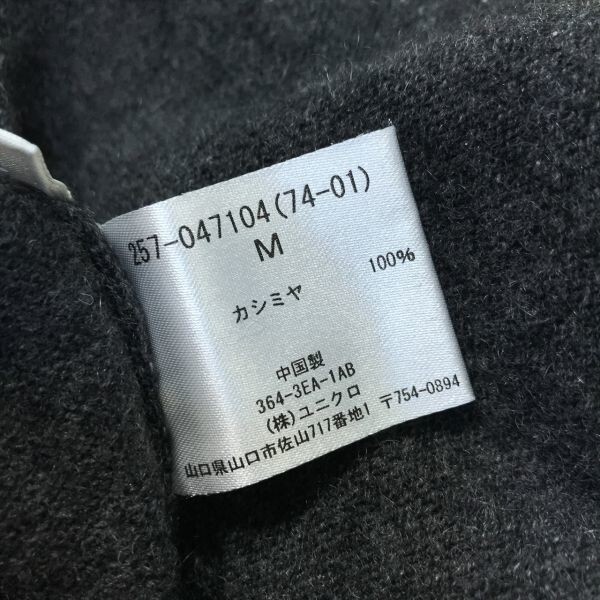 257-047104(74-01)
M
カシミヤ 100%
中国製
364-3EA-1AB
(株)ユニクロ
山口県山口市佐山717番地1 〒754-0894